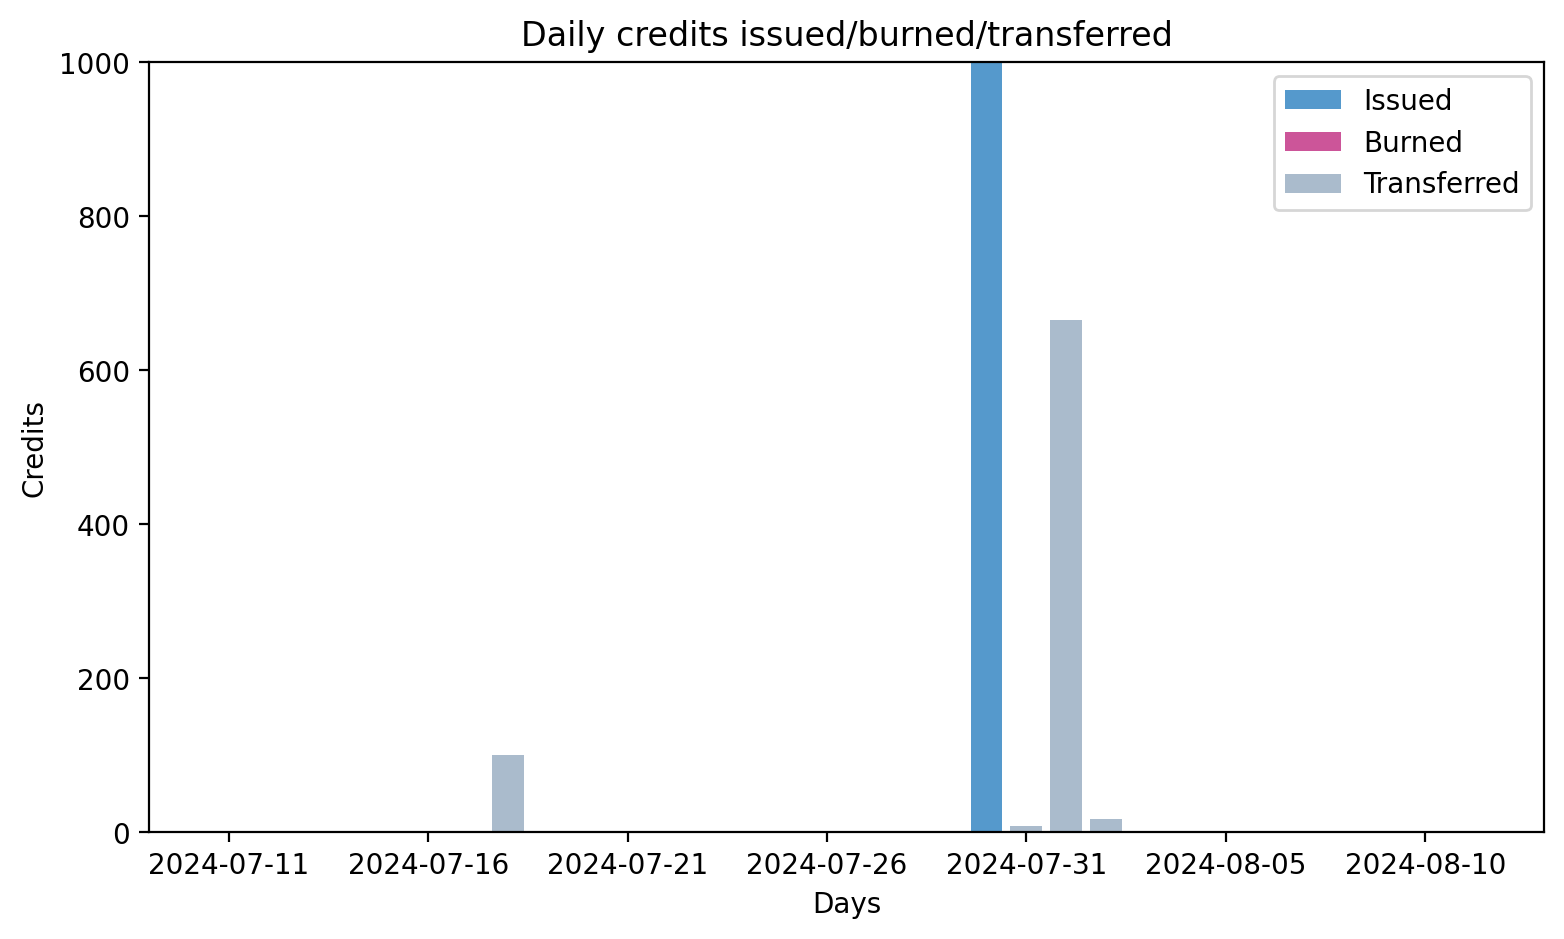 Daily credits issued/burned/transferred
1000
800
600
400
200
0
Credits
Issued
Burned
Transferred
2024-07-11 2024-07-16 2024-07-21 2024-07-26 2024-07-31 2024-08-05 2024-08-10
Days